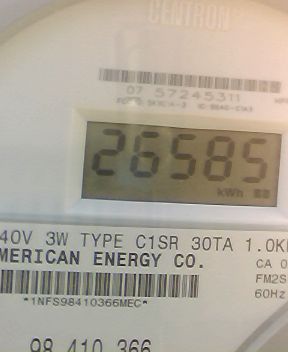 CENTRON
07 57245311
26585
kWh
40V 3W TYPE C1SR 30TA 1.0K
MERICAN ENERGY CO.
CA 0
FM2S
60Hz
*1NFS98410366MEC*
98 410 366